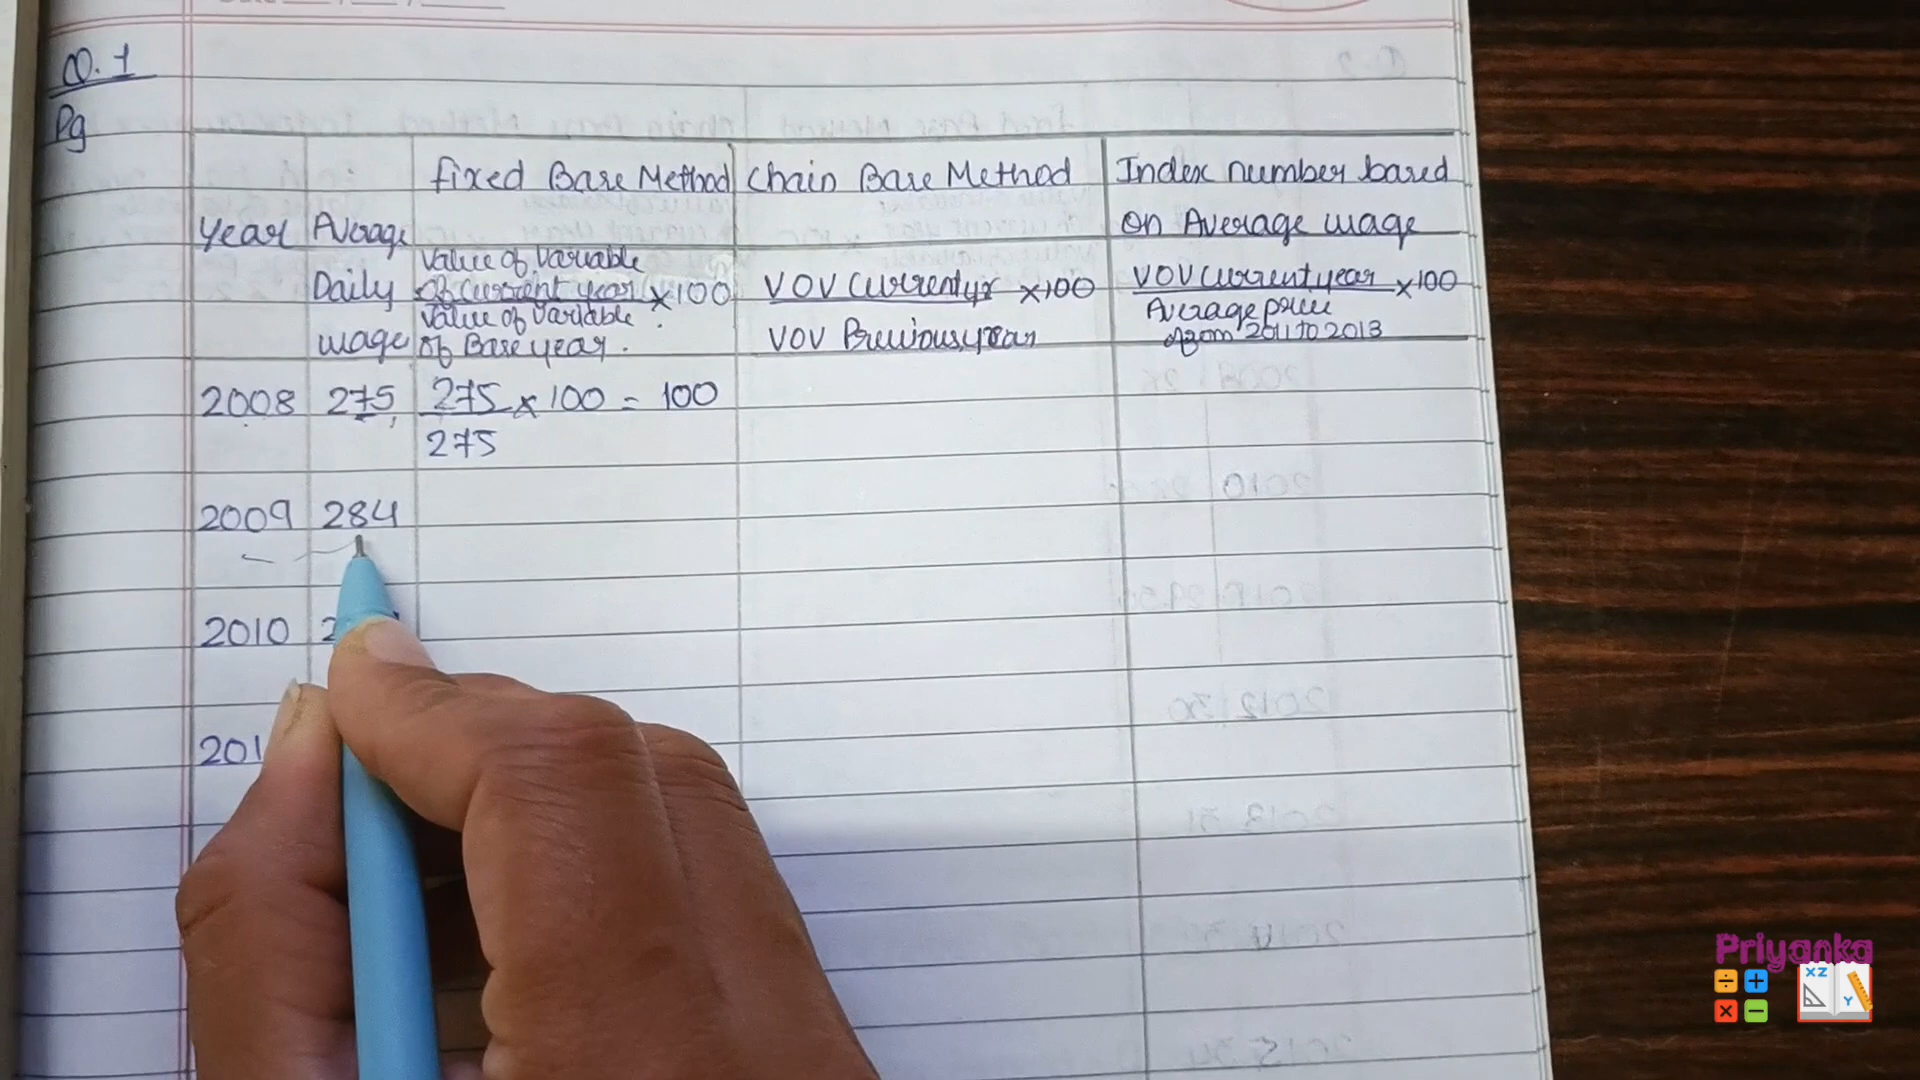 Q. 1
Pg
Fixed Base Method
Chain Base Method
Index number based
on Average wage
Year
Average
Daily
wage
Value of Variable
of Current year
×100
Value of Variable
of Base year.
VOV Current yr ×100
VOV Previous year
VOV Current year ×100
Average price
from 2011 to 2013
2008 275 275 × 100 = 100
275
2009 284
2010
201
Priyanka
÷ +
× −
XZ
Y